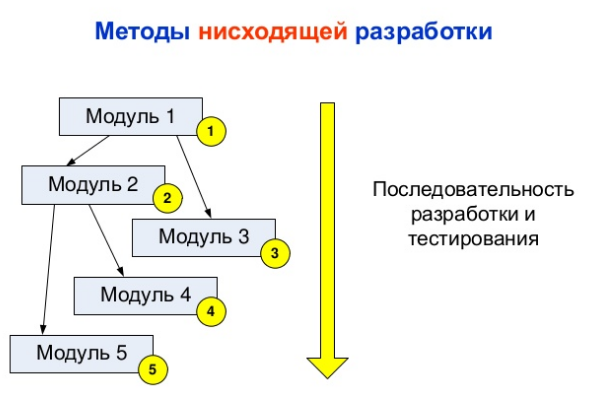 Методы нисходящей разработки
Модуль 1
1
Модуль 2
2
Модуль 3
3
Модуль 4
4
Модуль 5
5
Последовательность
разработки и
тестирования